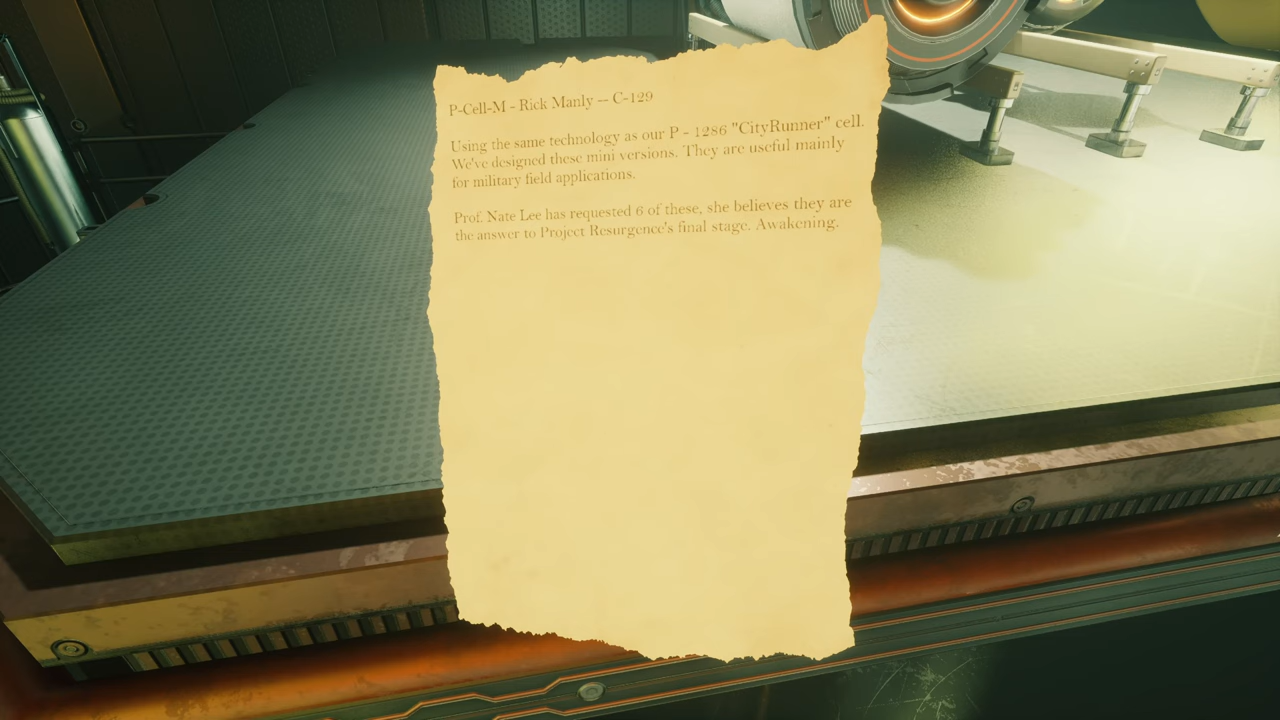 P-Cell-M - Rick Manly -- C-129
Using the same technology as our P - 1286 "CityRunner" cell.
We've designed these mini versions. They are useful mainly
for military field applications.
Prof. Nate Lee has requested 6 of these, she believes they are
the answer to Project Resurgence's final stage. Awakening.